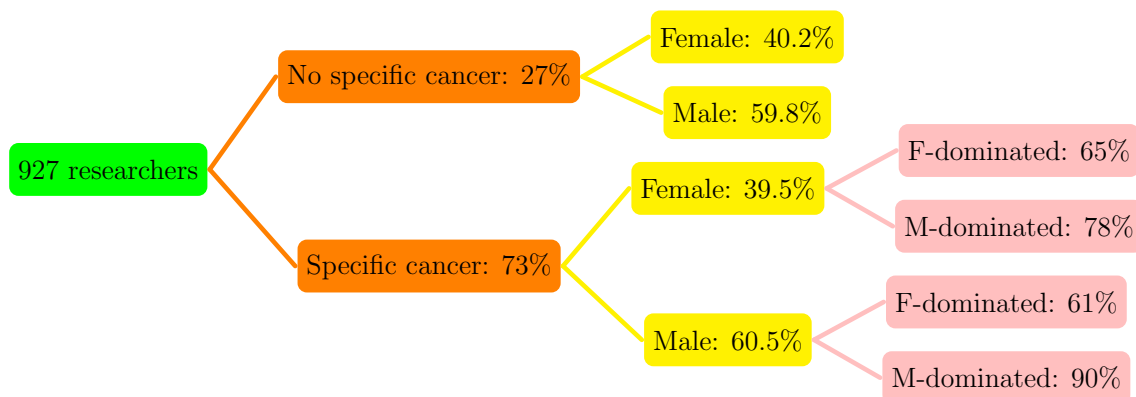 927 researchers
No specific cancer: 27%
Female: 40.2%
Male: 59.8%
Specific cancer: 73%
Female: 39.5%
F-dominated: 65%
M-dominated: 78%
Male: 60.5%
F-dominated: 61%
M-dominated: 90%